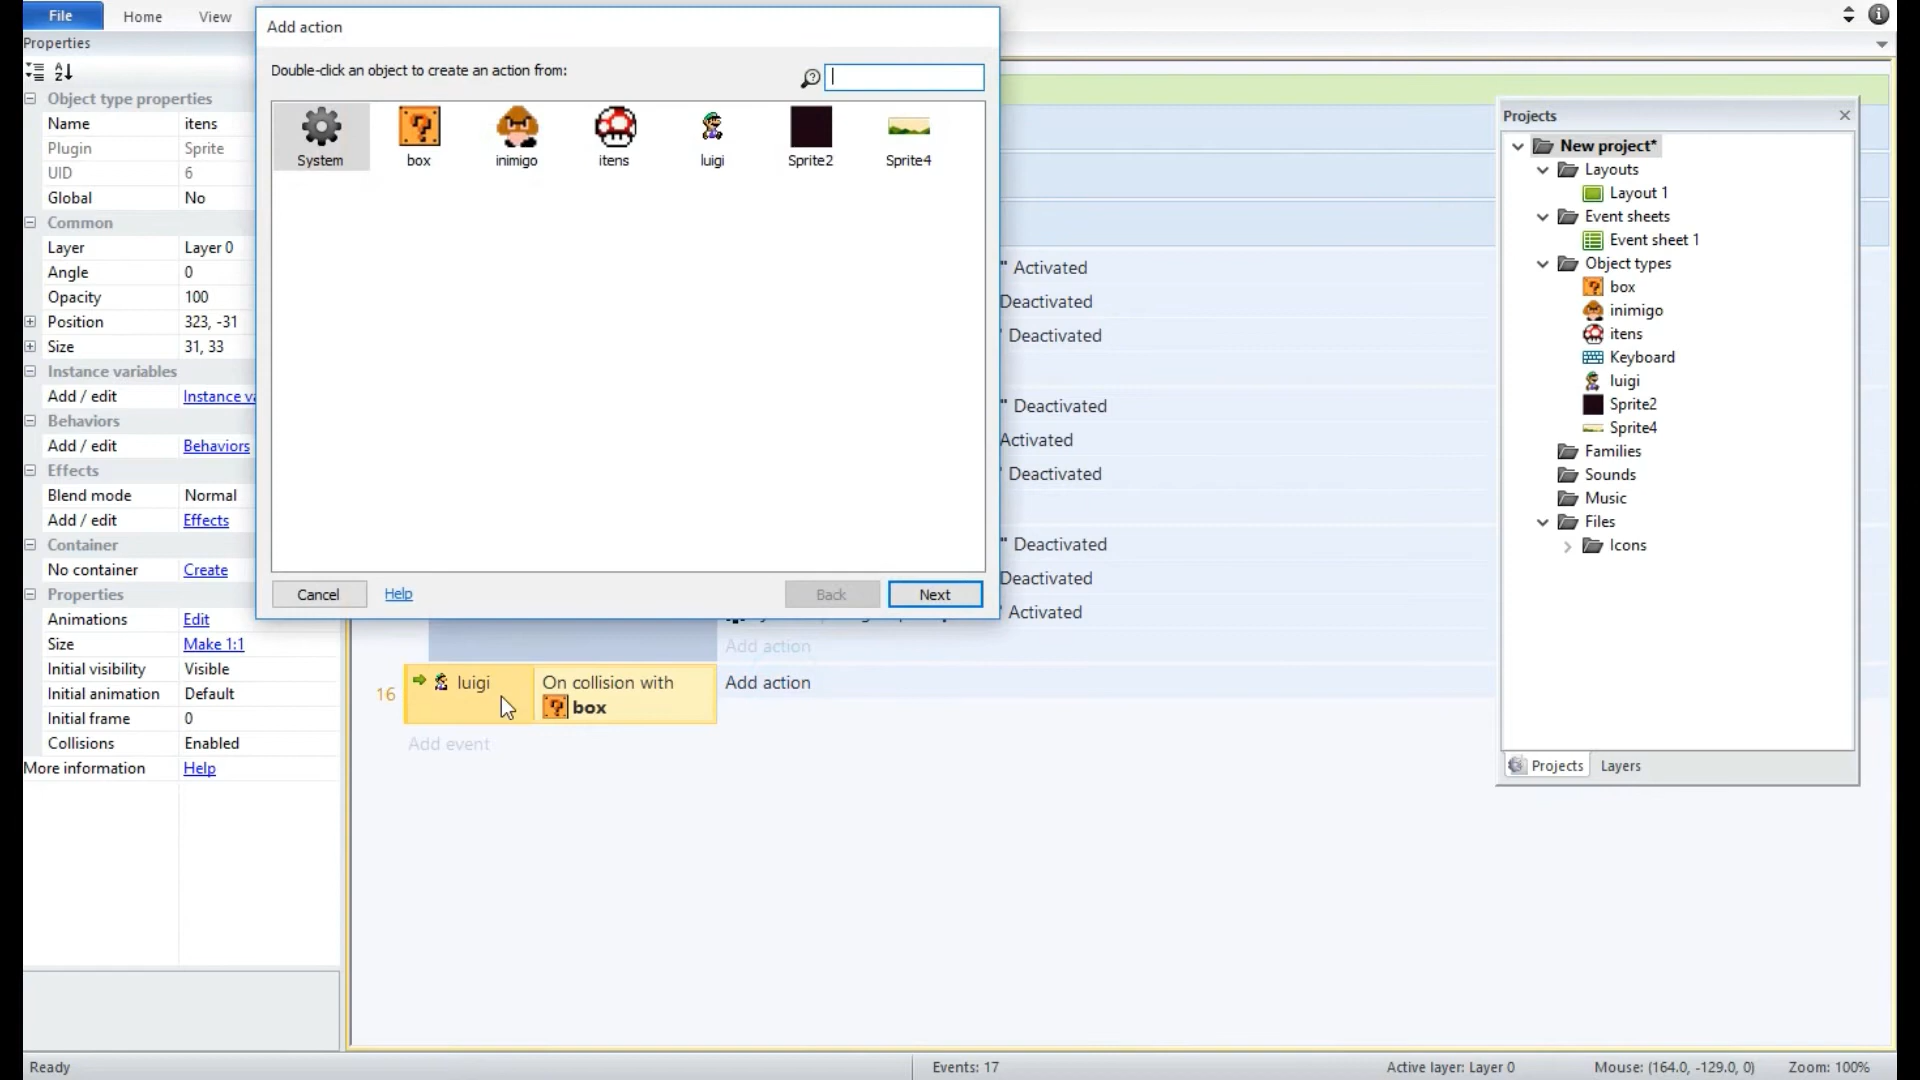 File
Home
View
Properties
Object type properties
Name itens
Plugin Sprite
UID 6
Global No
Common
Layer Layer 0
Angle 0
Opacity 100
Position 323, -31
Size 31, 33
Instance variables
Add / edit Instance va
Behaviors
Add / edit Behaviors
Effects
Blend mode Normal
Add / edit Effects
Container
No container Create
Properties
Animations Edit
Size Make 1:1
Initial visibility Visible
Initial animation Default
Initial frame 0
Collisions Enabled
More information Help
Add action
Double-click an object to create an action from:
System
box
inimigo
itens
luigi
Sprite2
Sprite4
Cancel
Help
Back
Next
" Activated
Deactivated
' Deactivated
" Deactivated
Activated
' Deactivated
" Deactivated
Deactivated
' Activated
Add action
16
luigi
On collision with
box
Add action
Add event
Projects
New project*
Layouts
Layout 1
Event sheets
Event sheet 1
Object types
box
inimigo
itens
Keyboard
luigi
Sprite2
Sprite4
Families
Sounds
Music
Files
Icons
Projects
Layers
Ready
Events: 17
Active layer: Layer 0
Mouse: (164.0, -129.0, 0)
Zoom: 100%